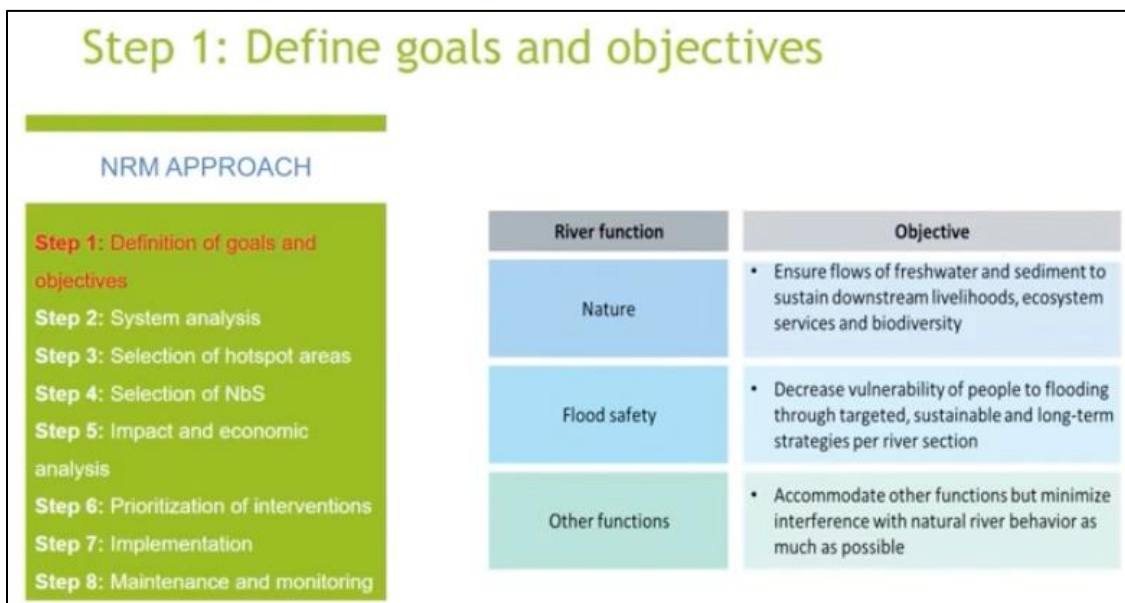 Step 1: Define goals and objectives
NRM APPROACH
Step 1: Definition of goals and
objectives
Step 2: System analysis
Step 3: Selection of hotspot areas
Step 4: Selection of NbS
Step 5: Impact and economic
analysis
Step 6: Prioritization of interventions
Step 7: Implementation
Step 8: Maintenance and monitoring
River function
Objective
Nature
• Ensure flows of freshwater and sediment to
sustain downstream livelihoods, ecosystem
services and biodiversity
Flood safety
• Decrease vulnerability of people to flooding
through targeted, sustainable and long-term
strategies per river section
Other functions
• Accommodate other functions but minimize
interference with natural river behavior as
much as possible